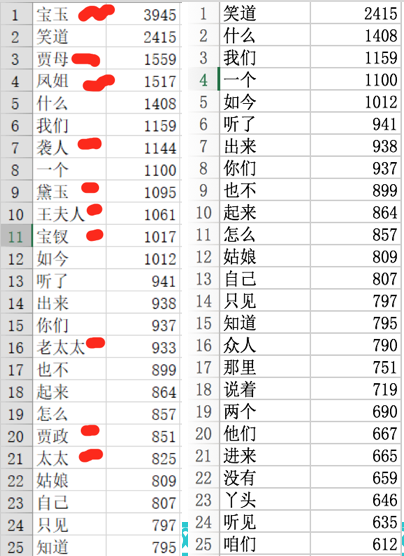 1 宝玉 3945
2 笑道 2415
3 贾母 1559
4 凤姐 1517
5 什么 1408
6 我们 1159
7 袭人 1144
8 一个 1100
9 黛玉 1095
10 王夫人 1061
11 宝钗 1017
12 如今 1012
13 听了 941
14 出来 938
15 你们 937
16 老太太 933
17 也不 899
18 起来 864
19 怎么 857
20 贾政 851
21 太太 825
22 姑娘 809
23 自己 807
24 只见 797
25 知道 795
1 笑道 2415
2 什么 1408
3 我们 1159
4 一个 1100
5 如今 1012
6 听了 941
7 出来 938
8 你们 937
9 也不 899
10 起来 864
11 怎么 857
12 姑娘 809
13 自己 807
14 只见 797
15 知道 795
16 众人 790
17 那里 751
18 说着 719
19 两个 690
20 他们 667
21 进来 665
22 没有 659
23 丫头 646
24 听见 635
25 咱们 612